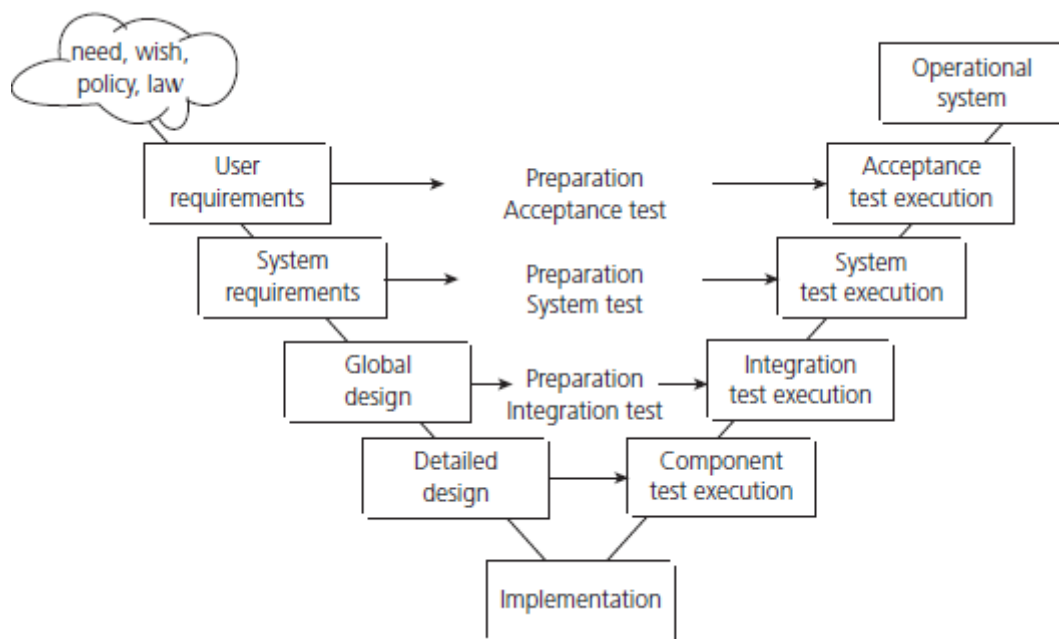 need, wish,
policy, law
Operational
system
User
requirements
Preparation
Acceptance test
Acceptance
test execution
System
requirements
Preparation
System test
System
test execution
Global
design
Preparation
Integration test
Integration
test execution
Detailed
design
Component
test execution
Implementation